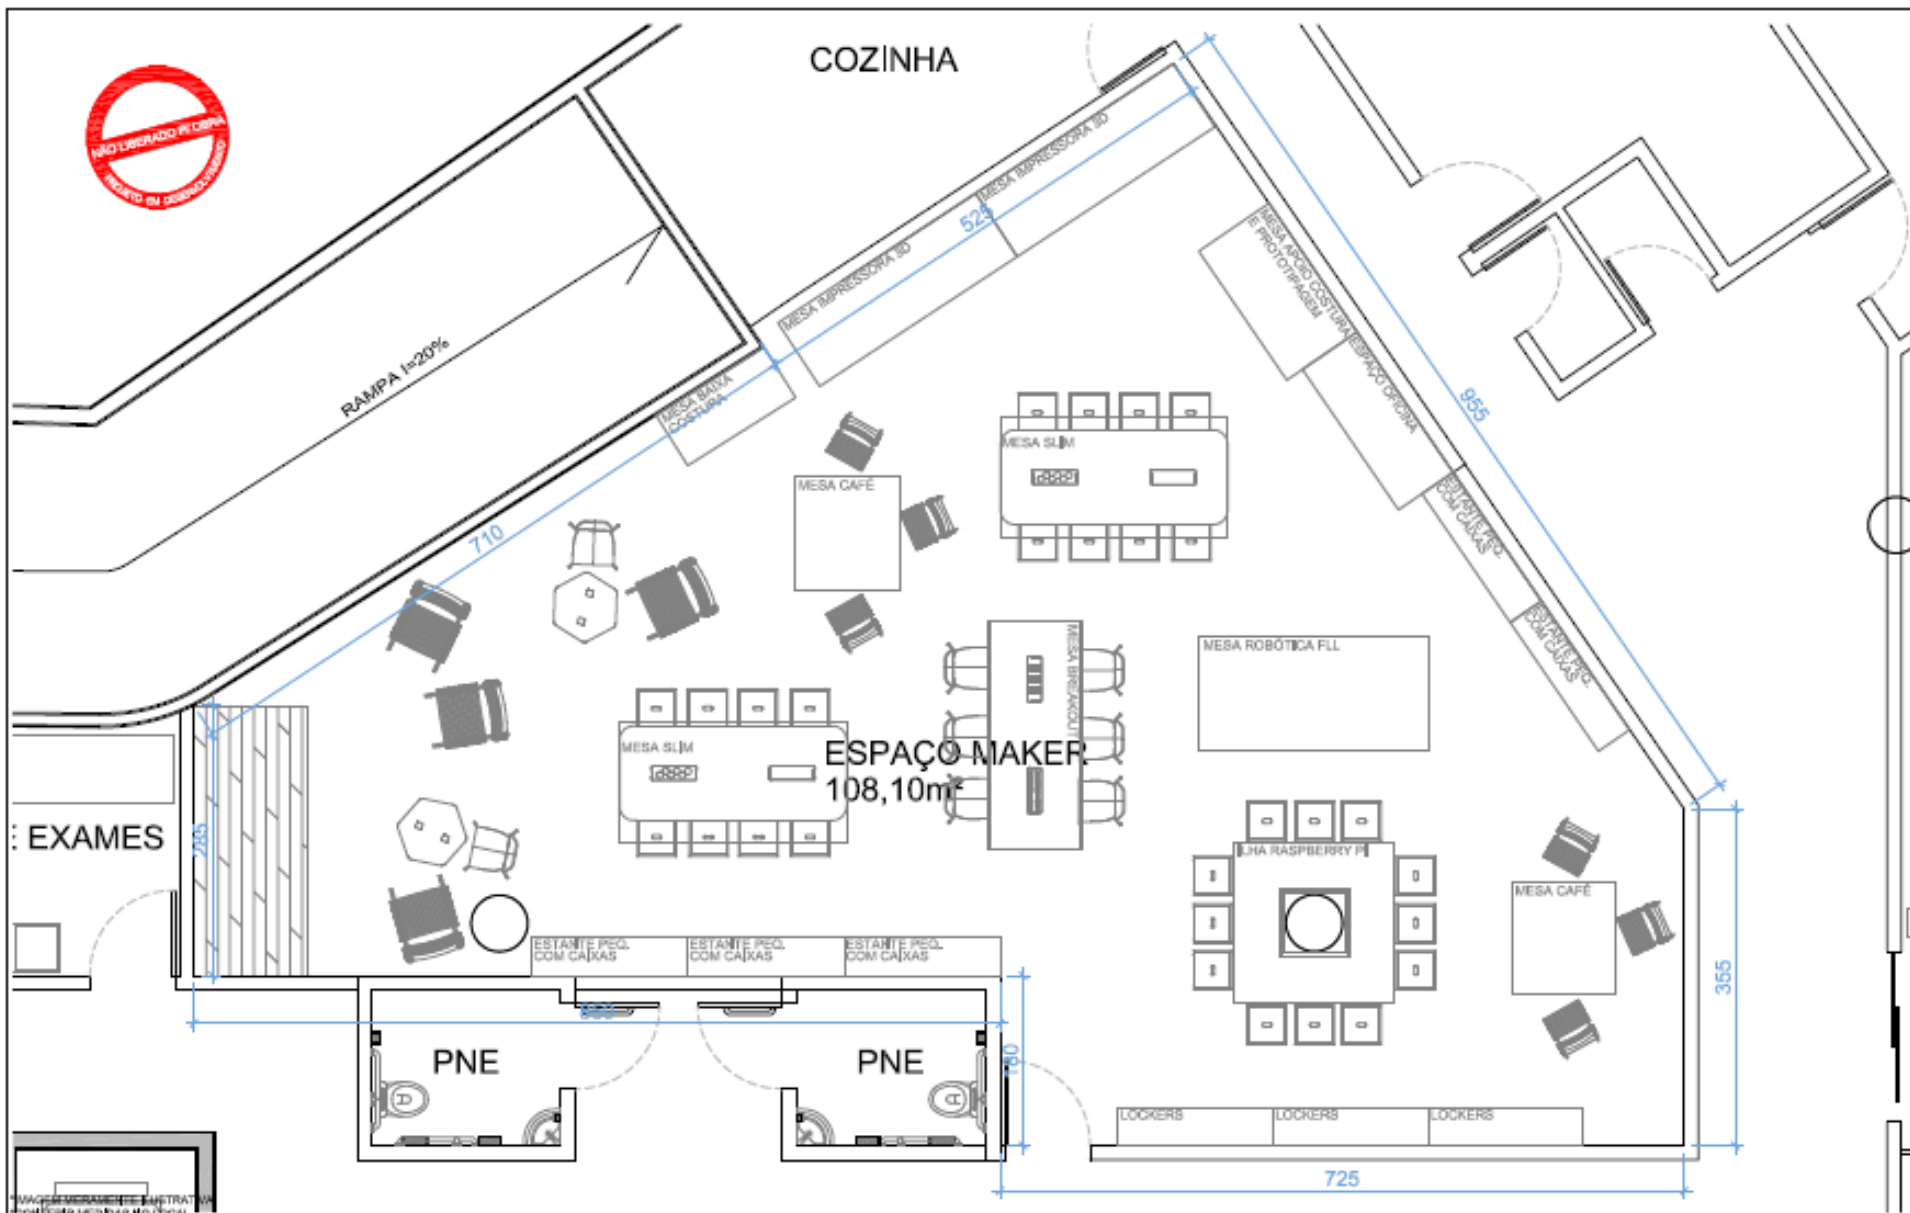 COZINHA
NÃO LIBERADO P/ OBRA
PROJETO EM DESENVOLVIMENTO
MESA IMPRESSORA 3D
525
MESA IMPRESSORA 3D
MESA APOIO COSTURA
E PROTOTIPAGEM
RAMPA I=20%
ESPAÇO OFICINA
955
MESA BAIXA
COSTURA
MESA SLIM
MESA CAFÉ
ESTANTE PEQ.
COM CAIXAS
710
ESTANTE PEQ.
COM CAIXAS
MESA BREAKOUT
MESA ROBÓTICA FLL
MESA SLIM
ESPAÇO MAKER
108,10m²
E EXAMES
285
ILHA RASPBERRY PI
MESA CAFÉ
ESTANTE PEQ.
COM CAIXAS
ESTANTE PEQ.
COM CAIXAS
ESTANTE PEQ.
COM CAIXAS
355
850
PNE
PNE
180
LOCKERS
LOCKERS
LOCKERS
725
*IMAGEM MERAMENTE ILUSTRATIVA